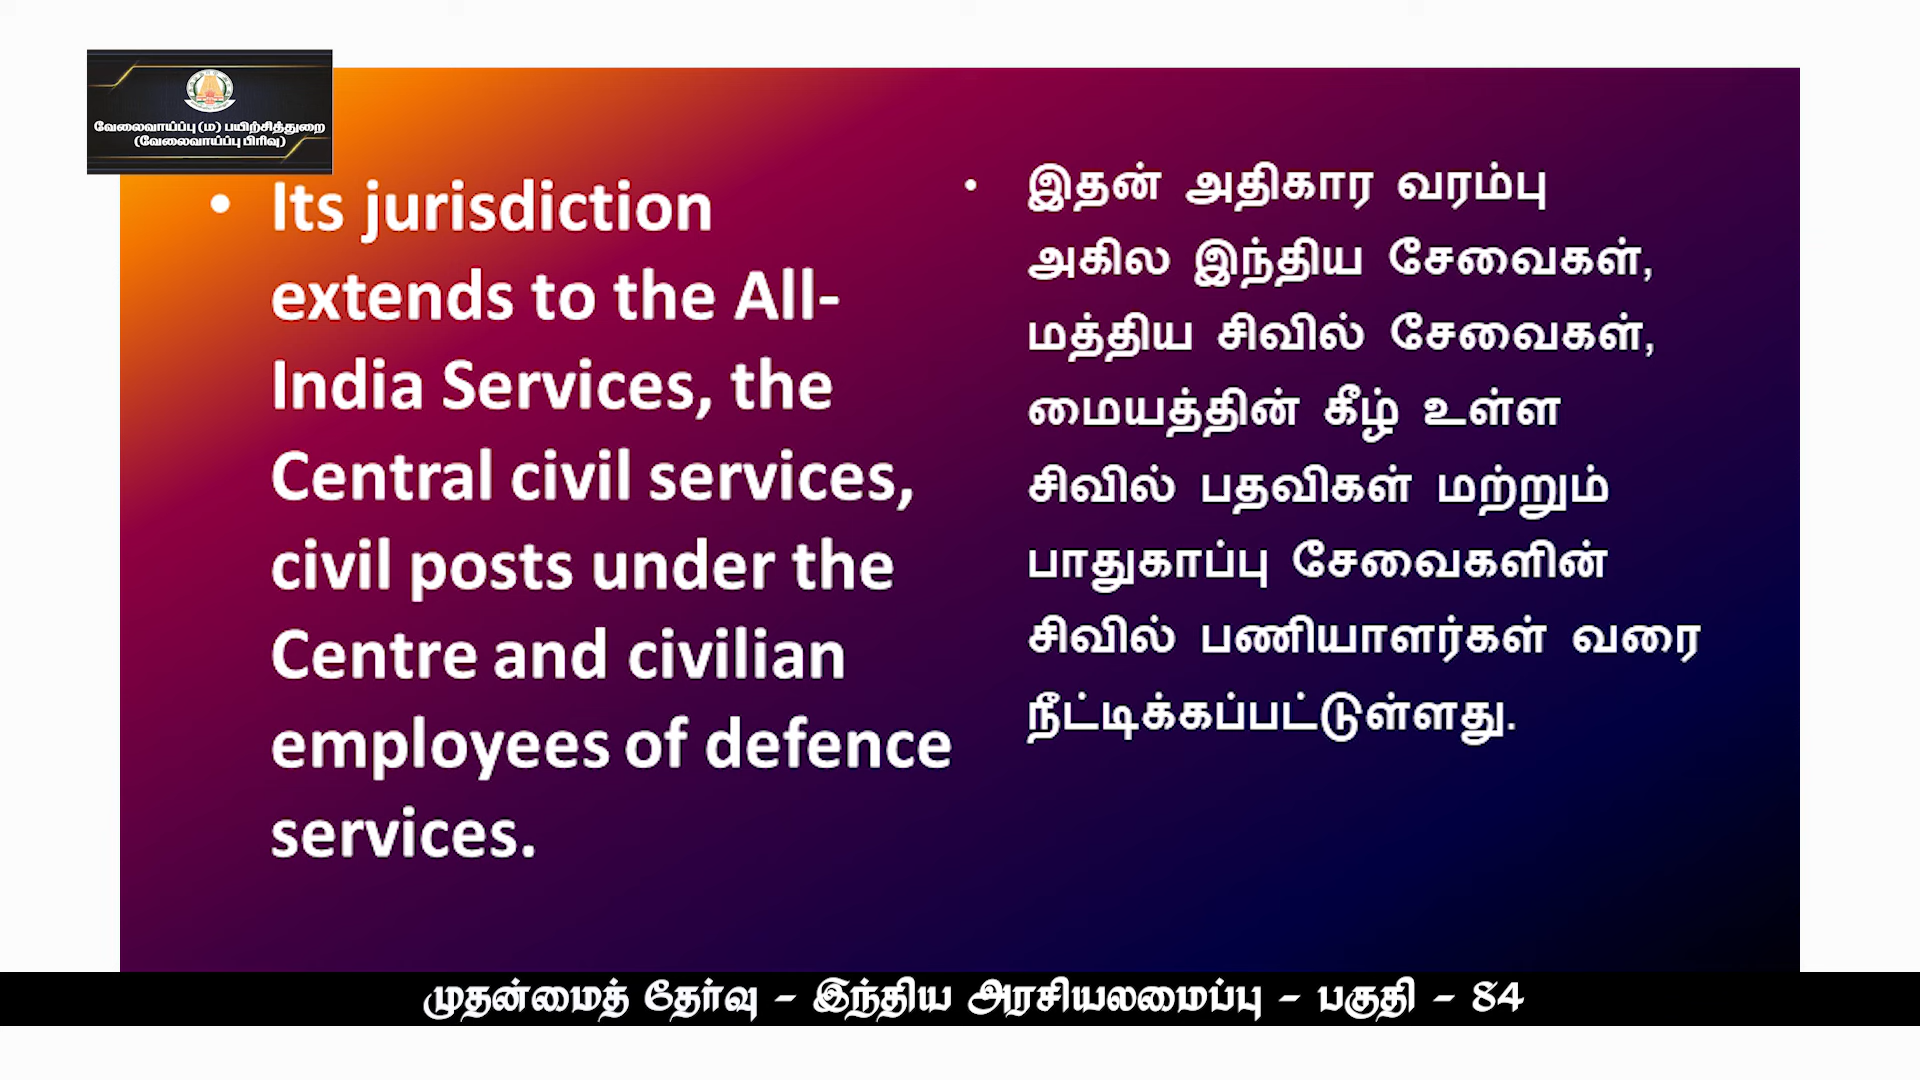 வேலைவாய்ப்பு (ம) பயிற்சித்துறை
(வேலைவாய்ப்பு பிரிவு)
• Its jurisdiction
extends to the All-
India Services, the
Central civil services,
civil posts under the
Centre and civilian
employees of defence
services.
• இதன் அதிகார வரம்பு
அகில இந்திய சேவைகள்,
மத்திய சிவில் சேவைகள்,
மையத்தின் கீழ் உள்ள
சிவில் பதவிகள் மற்றும்
பாதுகாப்பு சேவைகளின்
சிவில் பணியாளர்கள் வரை
நீட்டிக்கப்பட்டுள்ளது.
முதன்மைத் தேர்வு - இந்திய அரசியலமைப்பு - பகுதி - 84